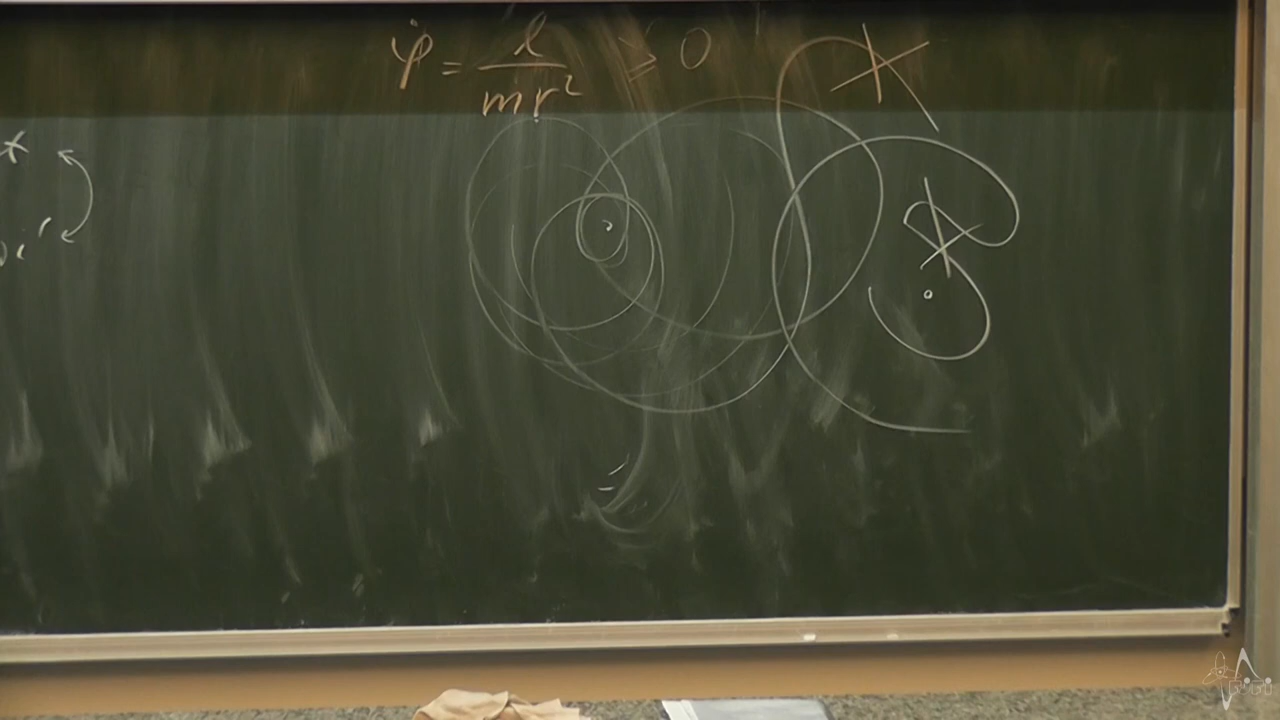 φ̇ = l / mr² ≥ 0